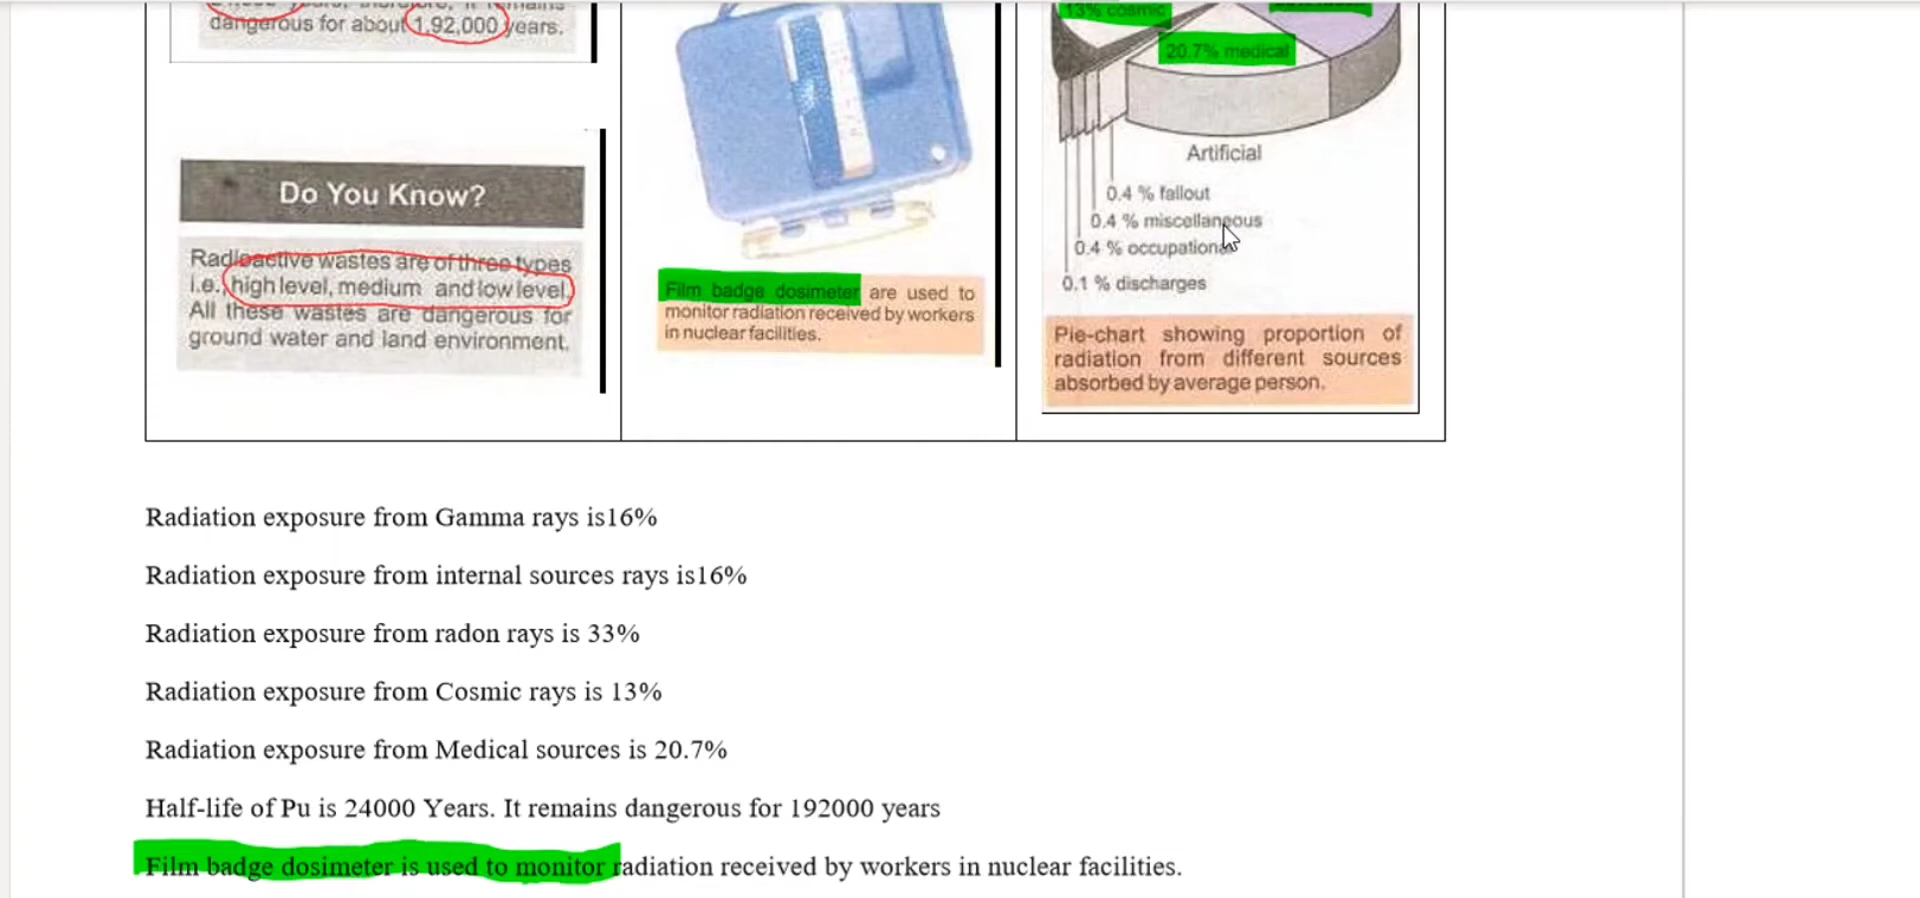 dangerous for about 1,92,000 years.
Do You Know?
Radioactive wastes are of three types
i.e., high level, medium and low level.
All these wastes are dangerous for
ground water and land environment.
Film badge dosimeter are used to
monitor radiation received by workers
in nuclear facilities.
13% cosmic
20.7% medical
Artificial
0.4 % fallout
0.4 % miscellaneous
0.4 % occupational
0.1 % discharges
Pie-chart showing proportion of
radiation from different sources
absorbed by average person.
Radiation exposure from Gamma rays is16%
Radiation exposure from internal sources rays is16%
Radiation exposure from radon rays is 33%
Radiation exposure from Cosmic rays is 13%
Radiation exposure from Medical sources is 20.7%
Half-life of Pu is 24000 Years. It remains dangerous for 192000 years
Film badge dosimeter is used to monitor radiation received by workers in nuclear facilities.